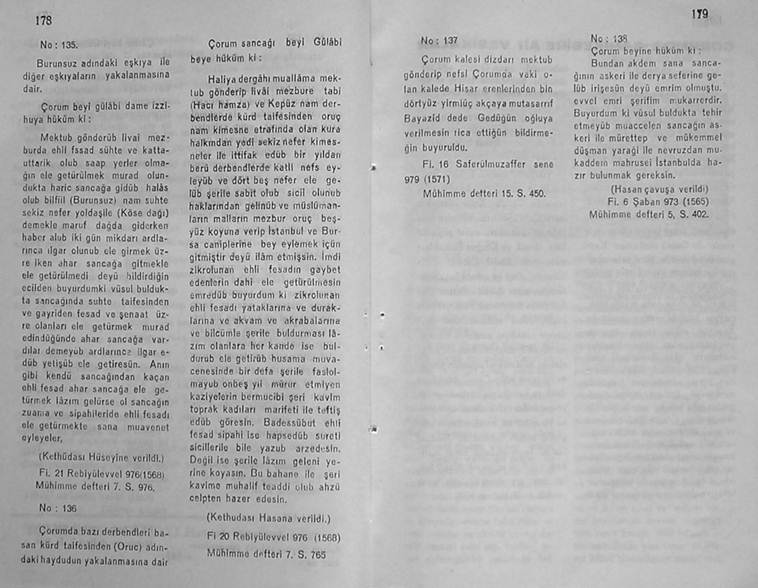 178
No : 135.
Burunsuz adındaki eşkıya ile
diğer eşkıyaların yakalanmasına
dair.
Çorum beyi gülâbi dame izzi-
huya hüküm ki :
Mektub gönderüb livai mez-
burda ehli fssad sühte ve katta-
uttarik olub saap yerler olma-
ğın ele getürülmek murad olun-
dukta haric sancağa gidüb halâs
olub bilfiil (Burunsuz) nam suhte
sekiz nefer yoldaşile (Köse dağı)
demekle maruf dağda giderken
haber alub iki gün mikdarı ardla-
rınca ılgar olunub ele girmek üz-
re iken ahar sancağa gitmekle
ele getürülmedi deyü bildirdiğin
ecilden buyurdumki vüsul bulduk-
ta sancağında suhte taifesinden
ve gayriden fesad ve şenaat üz-
re olanları ele getürmek murad
edindüğünde ahar sancağa var-
dılar demeyüb ardlarınca ılgar e-
düb yetişüb ele getiresün. Anın
gibi kendü sancağından kaçan
ehli fesad ahar sancağa ele ge-
türmek lâzım gelürse ol sancağın
zuama ve sipahileride ehli fesadı
ele getürmekte sana muavenet
eyleyeler,
(Kethüdası Hüseyine verildi.)
Fi. 21 Rebiyülevvel 976(1568)
Mühimme defteri 7. S. 976,
No : 136
Çorumda bazı derbendleri ba-
san kürd taifesinden (Oruc) adın-
daki haydudun yakalanmasına dair
Çorum sancağı beyi Gülâbi
beye hüküm ki :
Haliya dergâhı muallâma mek-
tub gönderip livâi mezbure tabi
(Hacı hamza) ve Kepüz nam der-
bendlerde kürd taifesinden oruç
nam kimesne etrafında olan kura
halkından yedi sekiz nefer kimes-
neler ile ittifak edüb bir yıldan
berü derbendlerde katli nefs ey-
leyüb ve dört beş nefer ele ge-
lüb şerile sabit olub sicil olunub
haklarından gelinüb ve müslüman-
ların malların mezbur oruç beş-
yüz koyuna verip İstanbul ve Bur-
sa caniplerine bey eylemek içün
gitmiştir deyü ilâm etmişsin. İmdi
zikrolunan ehli fesadın gaybet
edenlerin dahi ele getürülmesin
emredüb buyurdum ki zikrolunan
ehli fesadı yataklarına ve durak-
larına ve akvam ve akrabalarına
ve bilcümle şerile buldurması lâ-
zım olanlara her kande ise bul-
durub ele getirüb husama muva-
cenesinde bir defa şerile faslol-
mayub onbeş yıl mürur etmiyen
kaziyelerin bermucibi şeri kavim
toprak kadıları marifeti ile teftiş
edüb göresin. Badessübut ehli
fesad sipahi ise hapsedüb sureti
sicillerile bile yazub arzedesin.
Değil ise şerile lâzım geleni ye-
rine koyasın. Bu bahane ile şeri
kavime muhalif teaddi olub ahzü
celpten hazer edesin.
(Kethudası Hasana verildi.)
Fi 20 Rebiyülevvel 976 (1568)
Mühimme defteri 7. S. 765
179
No : 137
Çorum kalesi dizdarı mektub
gönderip nefsi Çorumda vaki o-
lan kalede Hisar erenlerinden bin
dörtyüz yirmiüç akçaya mutasarrıf
Bayazid dede Gedüğün oğluya
verilmesin rica ettiğin bildirme-
ğin buyuruldu.
Fi. 16 Saferülmuzaffer sene
979 (1571)
Mühimme defteri 15. S. 450.
No : 138
Çorum beyine hüküm ki :
Bundan akdem sana sanca-
ğının askeri ile derya seferine ge-
lüb irişesün deyü emrim olmuştu.
evvel emri şerifim mukarrerdir.
Buyurdum ki vüsul buldukta tehir
etmeyüb muaccelen sancağın as-
keri ile mürettep ve mükemmel
düşman yarağı ile nevruzdan mu-
kaddem mahrusei İstanbulda ha-
zır bulunmak gereksin.
(Hasan çavuşa verildi)
Fi. 6 Şaban 973 (1565)
Mühimme defteri 5, S. 402.